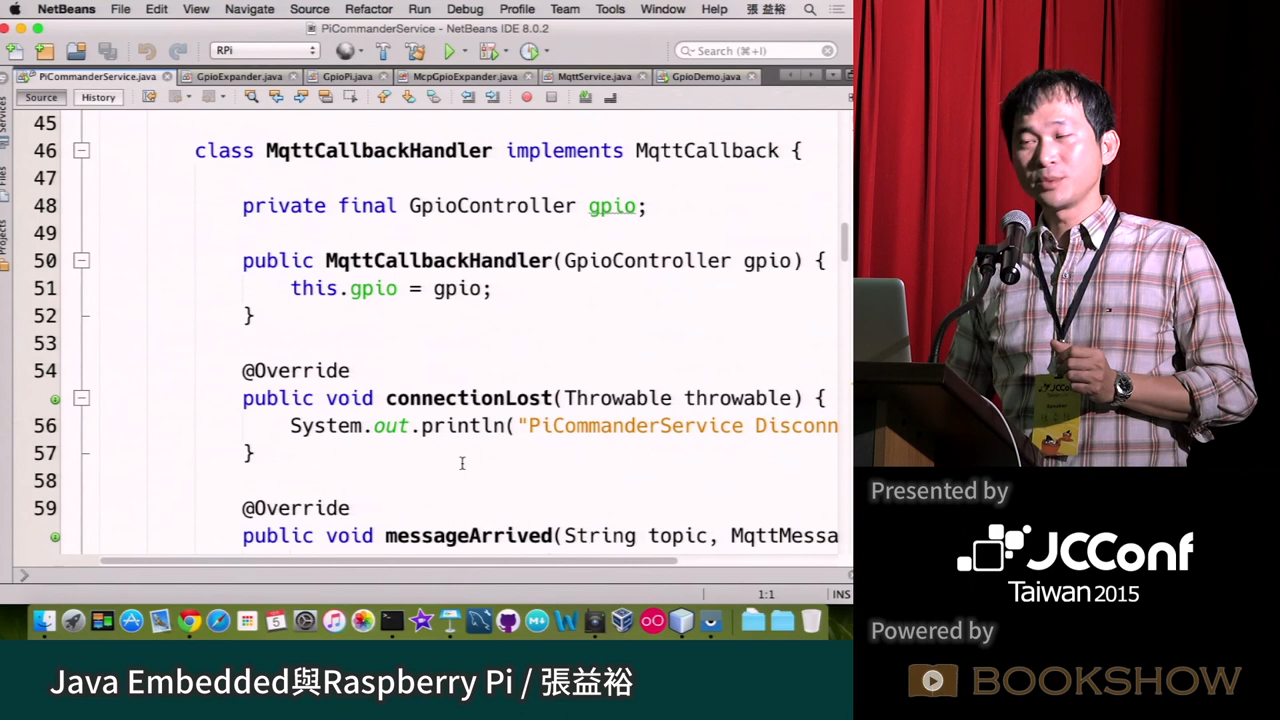 NetBeans File Edit View Navigate Source Refactor Run Debug Profile Team Tools Window Help 張 益裕
PiCommanderService - NetBeans IDE 8.0.2
RPi
Search (⌘+I)
PiCommanderService.java GpioExpander.java GpioPi.java McpGpioExpander.java MqttService.java GpioDemo.java
Source History
Services
Files
Projects
45
46 class MqttCallbackHandler implements MqttCallback {
47
48 private final GpioController gpio;
49
50 public MqttCallbackHandler(GpioController gpio) {
51 this.gpio = gpio;
52 }
53
54 @Override
public void connectionLost(Throwable throwable) {
56 System.out.println("PiCommanderService Disconn
57 }
58
59 @Override
public void messageArrived(String topic, MqttMessa
1:1 INS
Java Embedded與Raspberry Pi / 張益裕
Presented by
JCConf
Taiwan 2015
Powered by
BOOKSHOW